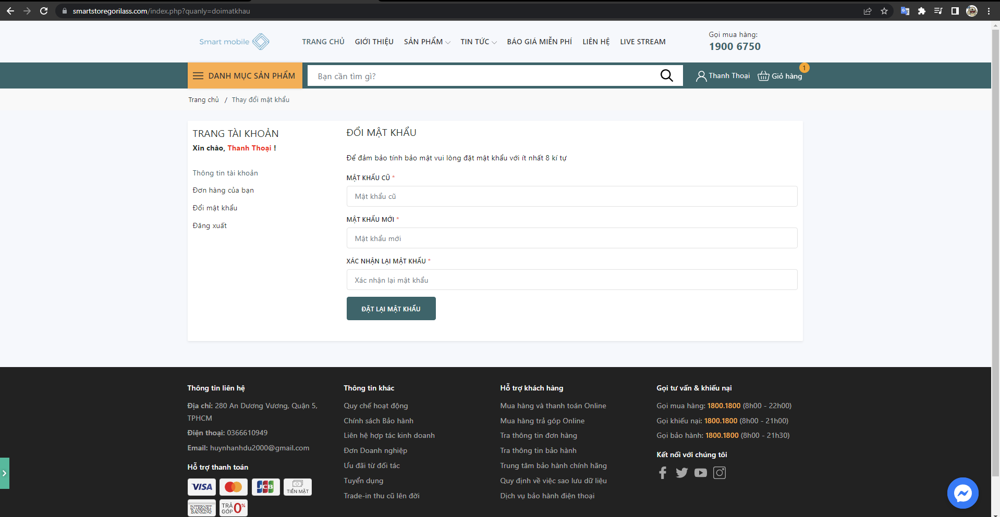 smartstoregorilass.com/index.php?quanly=doimatkhau
Smart mobile
TRANG CHỦ GIỚI THIỆU SẢN PHẨM TIN TỨC BÁO GIÁ MIỄN PHÍ LIÊN HỆ LIVE STREAM
Gọi mua hàng:
1900 6750
DANH MỤC SẢN PHẨM
Bạn cần tìm gì?
Thanh Thoại
Giỏ hàng
1
Trang chủ / Thay đổi mật khẩu
TRANG TÀI KHOẢN
Xin chào, Thanh Thoại !
Thông tin tài khoản
Đơn hàng của bạn
Đổi mật khẩu
Đăng xuất
ĐỔI MẬT KHẨU
Để đảm bảo tính bảo mật vui lòng đặt mật khẩu với ít nhất 8 kí tự
MẬT KHẨU CŨ *
Mật khẩu cũ
MẬT KHẨU MỚI *
Mật khẩu mới
XÁC NHẬN LẠI MẬT KHẨU *
Xác nhận lại mật khẩu
ĐẶT LẠI MẬT KHẨU
Thông tin liên hệ
Địa chỉ: 280 An Dương Vương, Quận 5,
TPHCM
Điện thoại: 0366610949
Email: huynhanhdu2000@gmail.com
Hỗ trợ thanh toán
VISA
JCB
TIỀN MẶT
INTERNET
BANKING
TRẢ
GÓP 0%
Thông tin khác
Quy chế hoạt động
Chính sách Bảo hành
Liên hệ hợp tác kinh doanh
Đơn Doanh nghiệp
Ưu đãi từ đối tác
Tuyển dụng
Trade-in thu cũ lên đời
Hỗ trợ khách hàng
Mua hàng và thanh toán Online
Mua hàng trả góp Online
Tra thông tin đơn hàng
Tra thông tin bảo hành
Trung tâm bảo hành chính hãng
Quy định về việc sao lưu dữ liệu
Dịch vụ bảo hành điện thoại
Gọi tư vấn & khiếu nại
Gọi mua hàng: 1800.1800 (8h00 - 22h00)
Gọi khiếu nại: 1800.1800 (8h00 - 21h00)
Gọi bảo hành: 1800.1800 (8h00 - 21h30)
Kết nối với chúng tôi